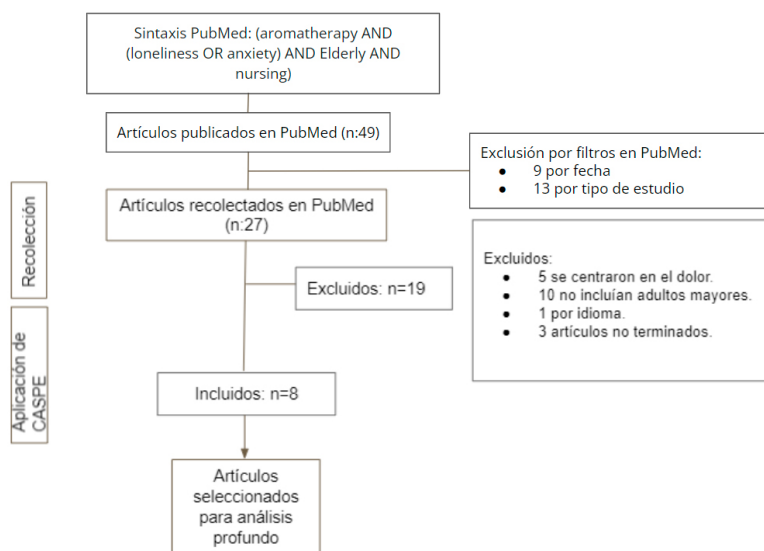 Sintaxis PubMed: (aromatherapy AND
(loneliness OR anxiety) AND Elderly AND
nursing)
Artículos publicados en PubMed (n:49)
Exclusión por filtros en PubMed:
● 9 por fecha
● 13 por tipo de estudio
Recolección
Artículos recolectados en PubMed
(n:27)
Excluidos: n=19
Excluidos:
● 5 se centraron en el dolor.
● 10 no incluían adultos mayores.
● 1 por idioma.
● 3 artículos no terminados.
Aplicación de
CASPE
Incluidos: n=8
Artículos
seleccionados
para análisis
profundo